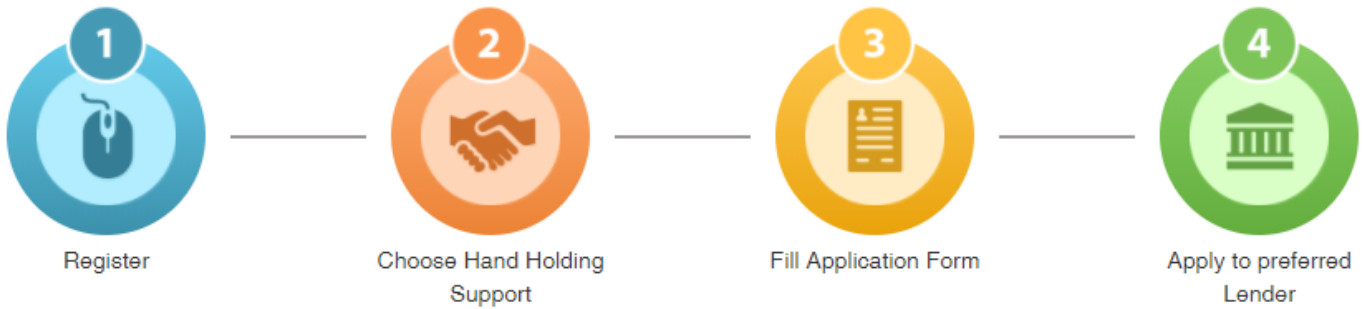 1
2
3
4
Register
Choose Hand Holding
Support
Fill Application Form
Apply to preferred
Lender